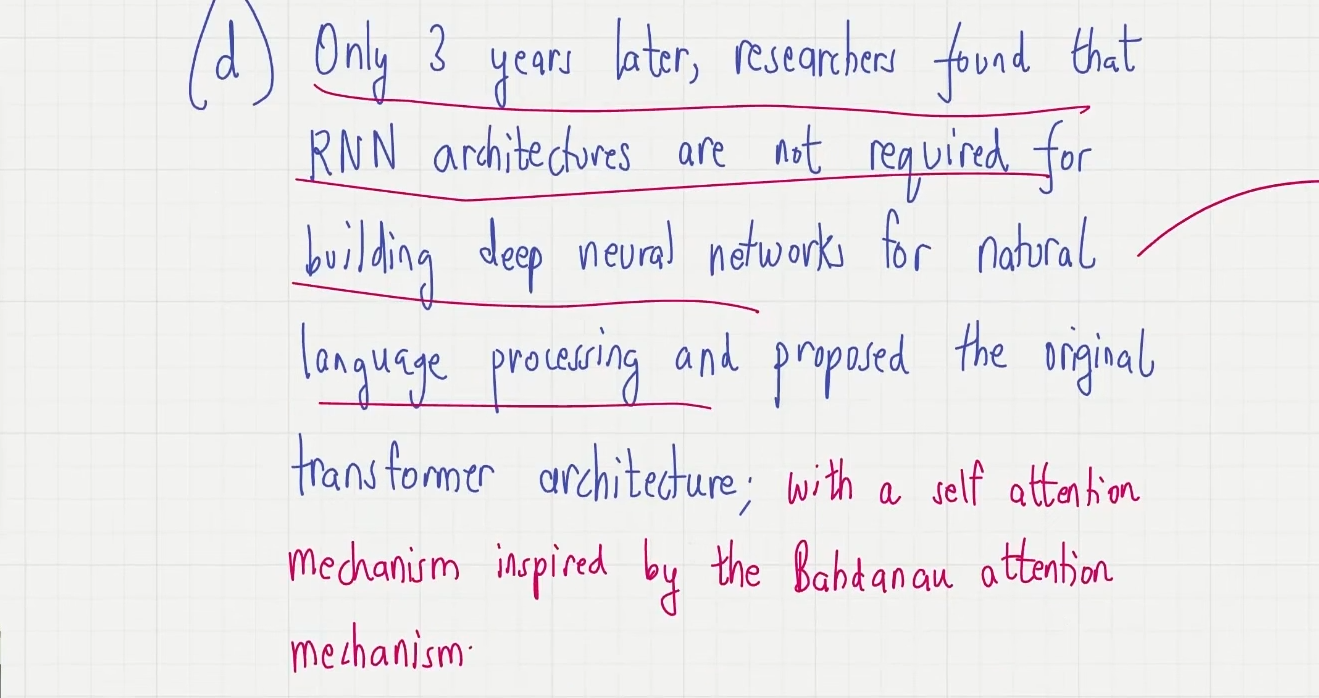 (d) Only 3 years later, researchers found that
RNN architectures are not required for
building deep neural networks for natural
language processing and proposed the original
transformer architecture; with a self attention
mechanism inspired by the Bahdanau attention
mechanism.